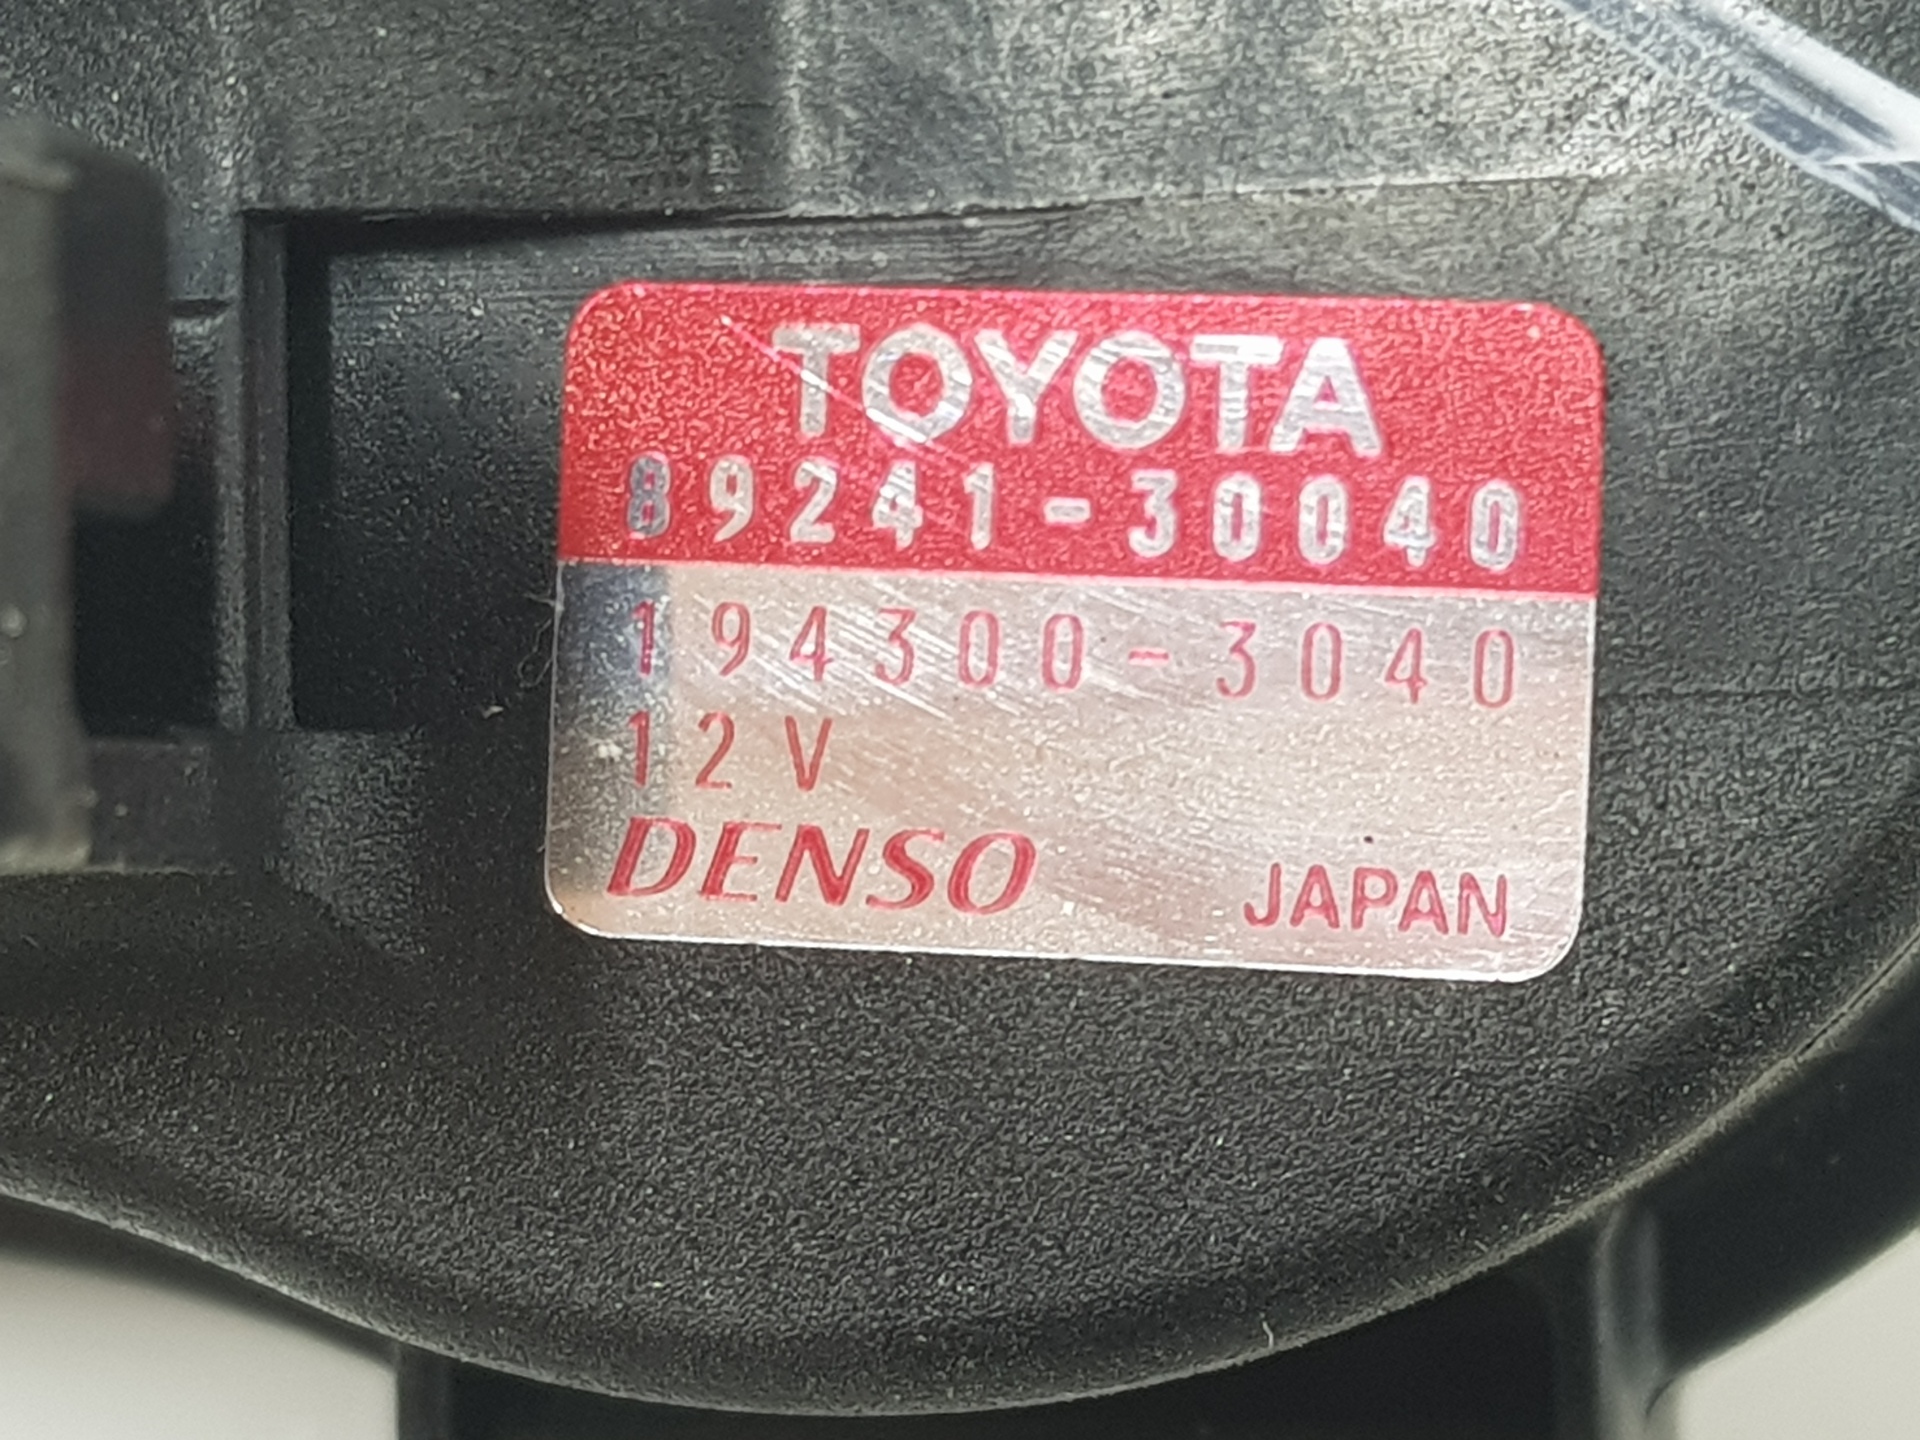 TOYOTA
89241-30040
194300-3040
12V
DENSO JAPAN